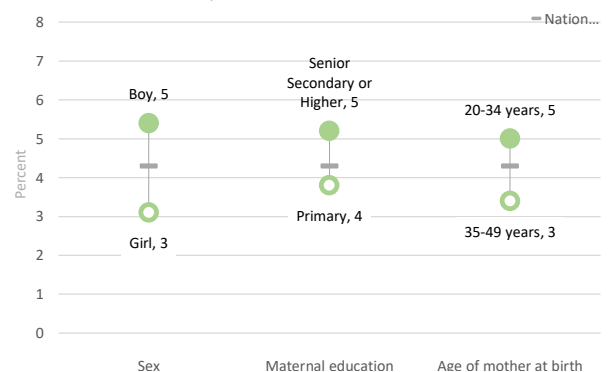 8
Nation…
7
6
5
4
3
2
1
0
Percent
Boy, 5
Girl, 3
Senior
Secondary or
Higher, 5
Primary, 4
20-34 years, 5
35-49 years, 3
Sex
Maternal education
Age of mother at birth